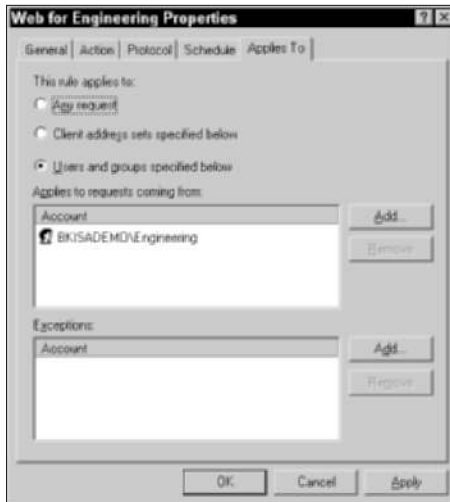 Web for Engineering Properties
General Action Protocol Schedule Applies To
This rule applies to:
Any request
Client address sets specified below
Users and groups specified below
Applies to requests coming from:
Account
Add...
BKISADEMO\Engineering
Remove
Exceptions:
Account
Add...
Remove
OK Cancel Apply